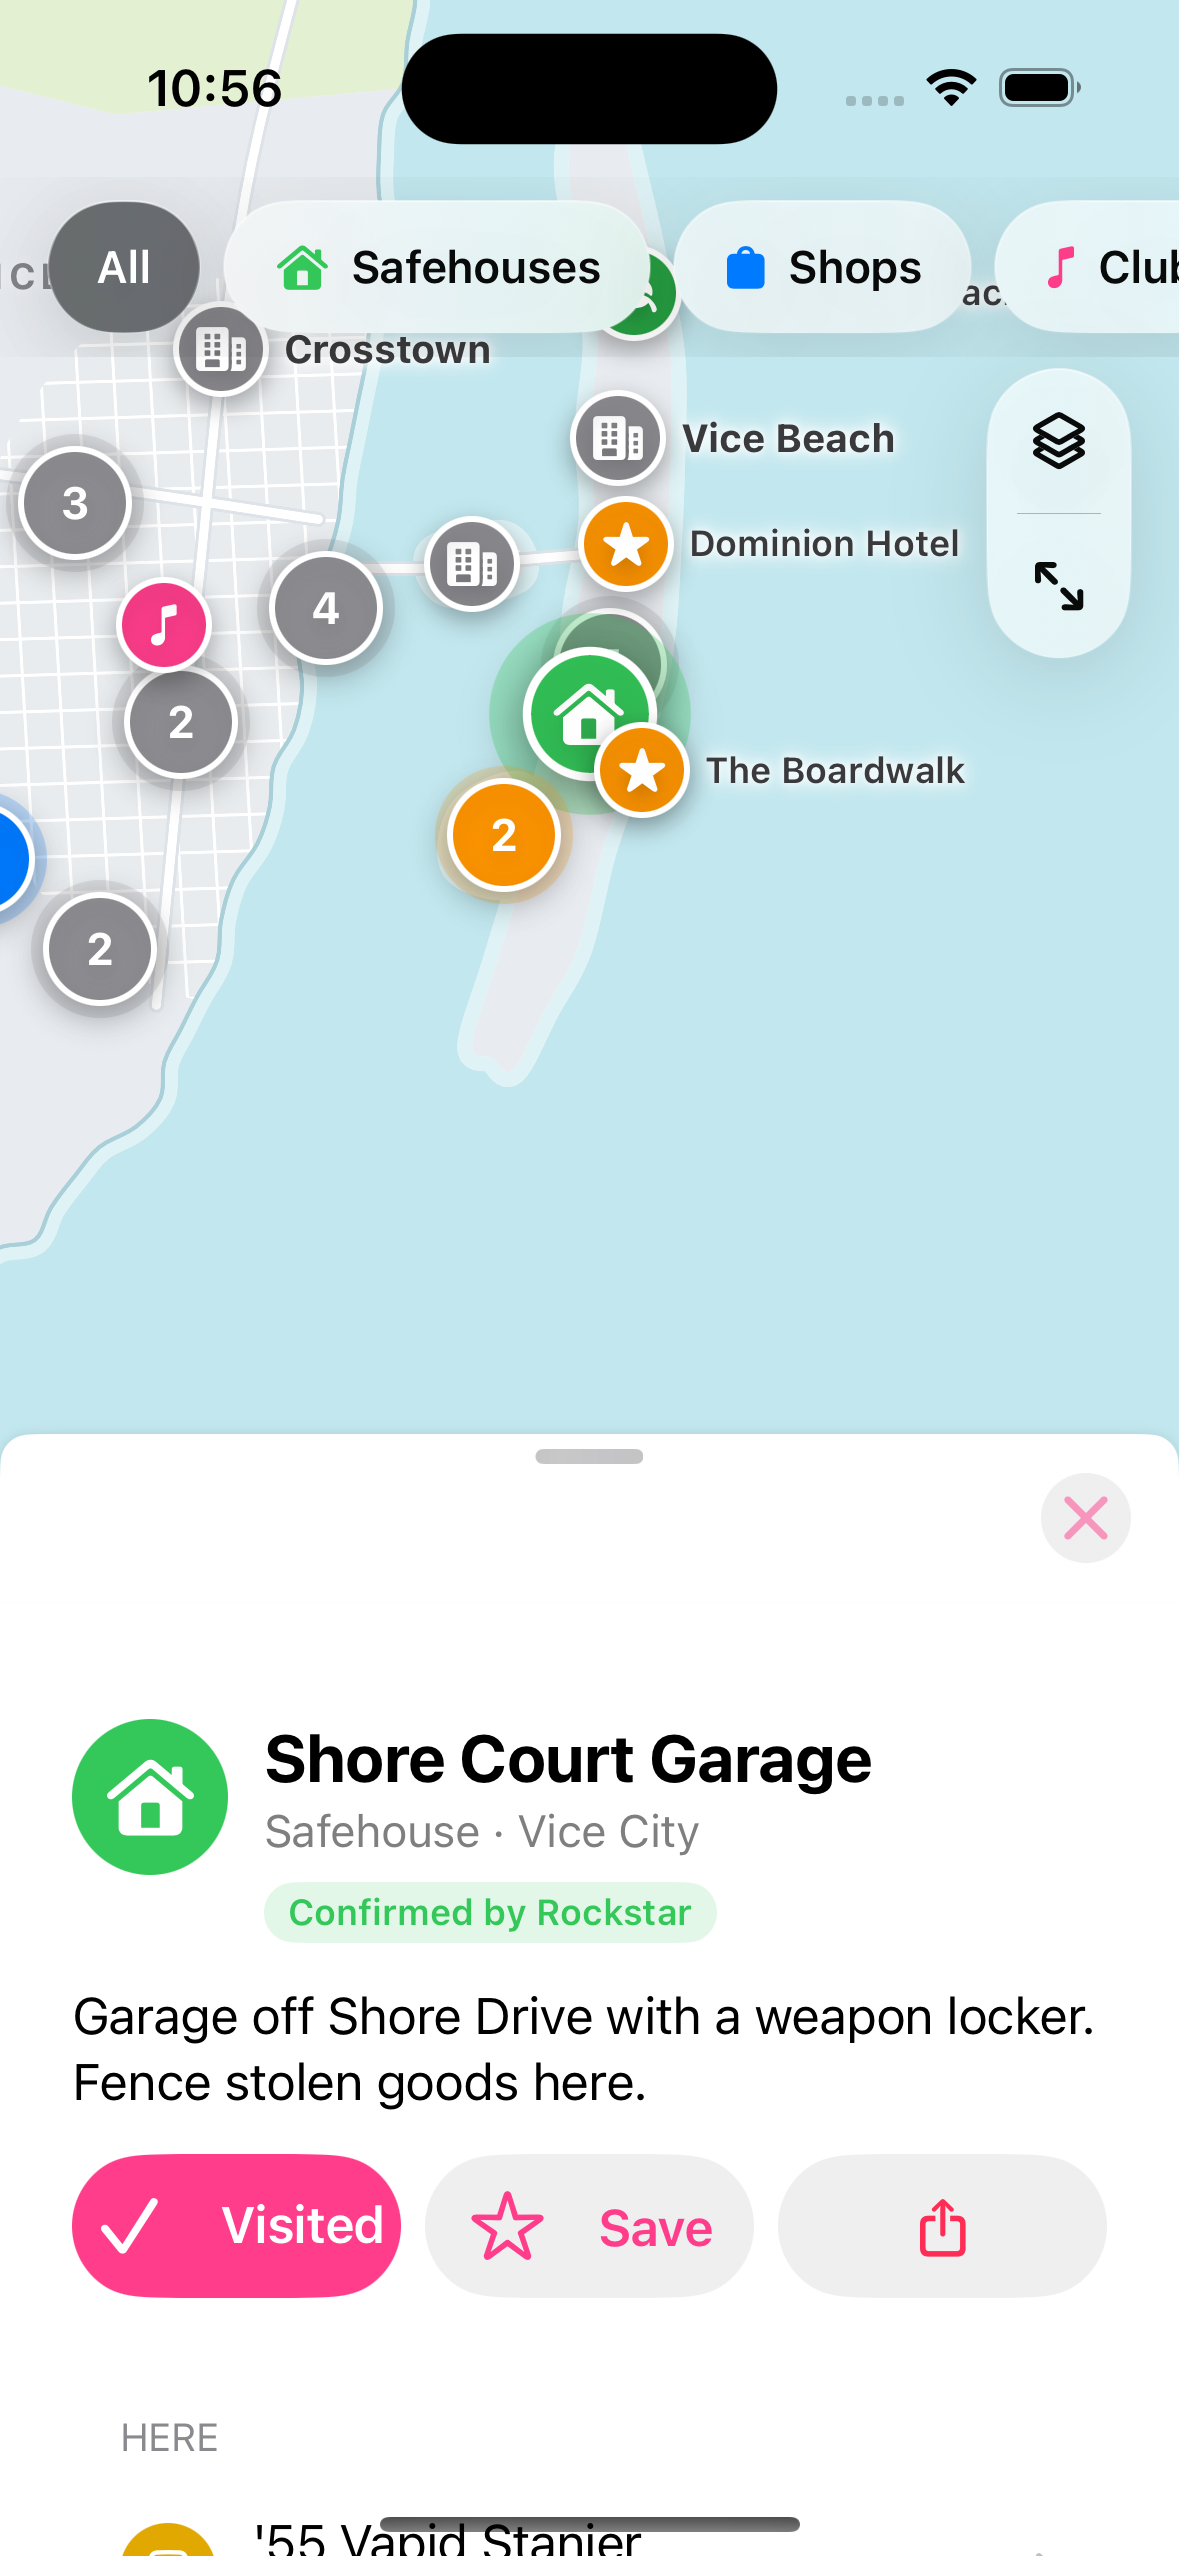 10:56
All
Safehouses
Shops
Crosstown
Vice Beach
3
Dominion Hotel
4
2
The Boardwalk
2
2
Shore Court Garage
Safehouse · Vice City
Confirmed by Rockstar
Garage off Shore Drive with a weapon locker.
Fence stolen goods here.
Visited
Save
HERE
'55 Vapid Stanier